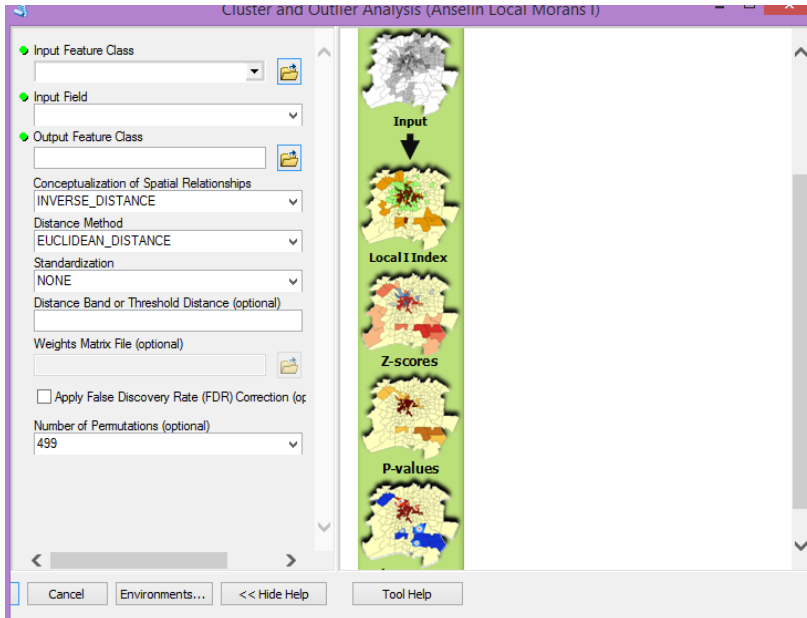 Cluster and Outlier Analysis (Anselin Local Morans I)
Input Feature Class
Input Field
Output Feature Class
Conceptualization of Spatial Relationships
INVERSE_DISTANCE
Distance Method
EUCLIDEAN_DISTANCE
Standardization
NONE
Distance Band or Threshold Distance (optional)
Weights Matrix File (optional)
Apply False Discovery Rate (FDR) Correction (op
Number of Permutations (optional)
499
Input
Local I Index
Z-scores
P-values
Cancel
Environments...
<< Hide Help
Tool Help